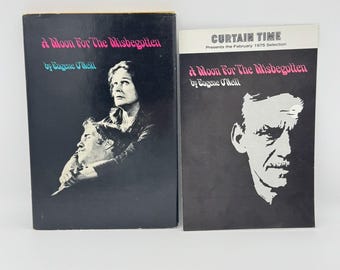 A Moon For The Misbegotten
by Eugene O'Neill
CURTAIN TIME
Presents the February 1975 Selection
A Moon For The Misbegotten
by Eugene O'Neill